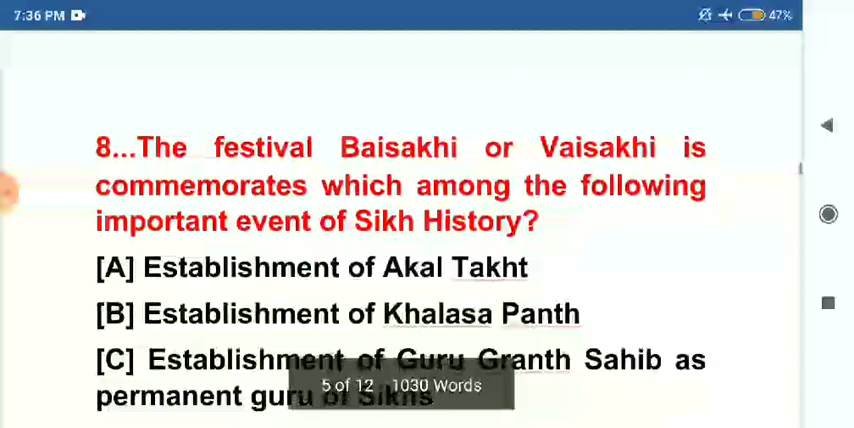 7:36 PM
47%
8...The festival Baisakhi or Vaisakhi is
commemorates which among the following
important event of Sikh History?
[A] Establishment of Akal Takht
[B] Establishment of Khalasa Panth
[C] Establishment of Guru Granth Sahib as
permanent guru of Sikhs
5 of 12 1030 Words